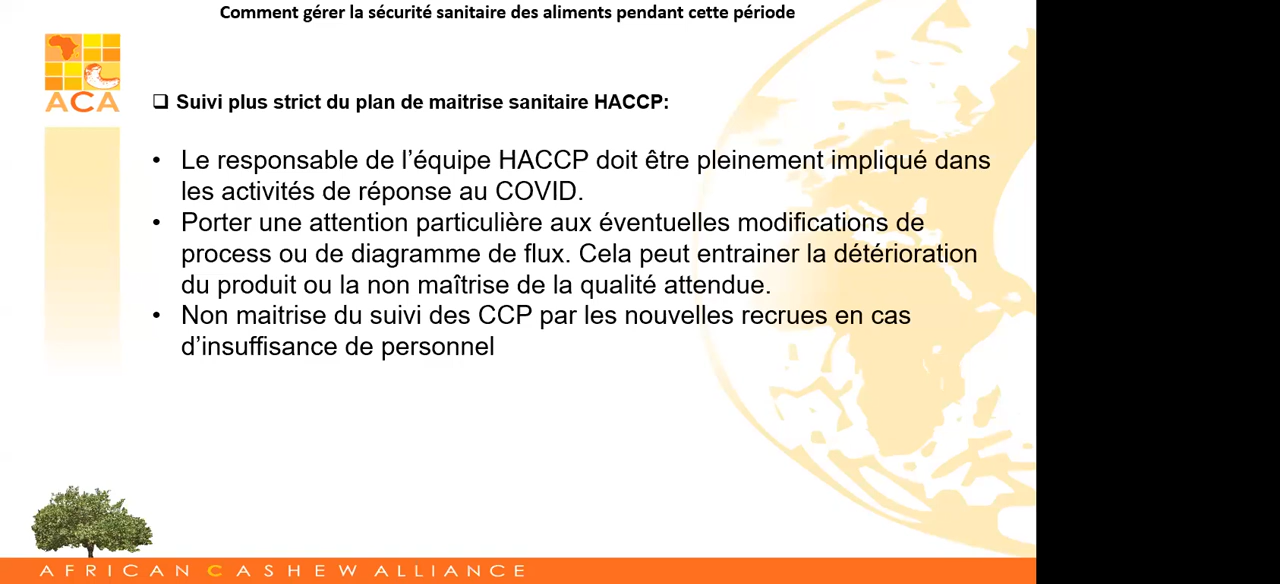 Comment gérer la sécurité sanitaire des aliments pendant cette période
ACA
❑ Suivi plus strict du plan de maitrise sanitaire HACCP:
• Le responsable de l’équipe HACCP doit être pleinement impliqué dans
les activités de réponse au COVID.
• Porter une attention particulière aux éventuelles modifications de
process ou de diagramme de flux. Cela peut entrainer la détérioration
du produit ou la non maîtrise de la qualité attendue.
• Non maitrise du suivi des CCP par les nouvelles recrues en cas
d’insuffisance de personnel
AFRICAN CASHEW ALLIANCE